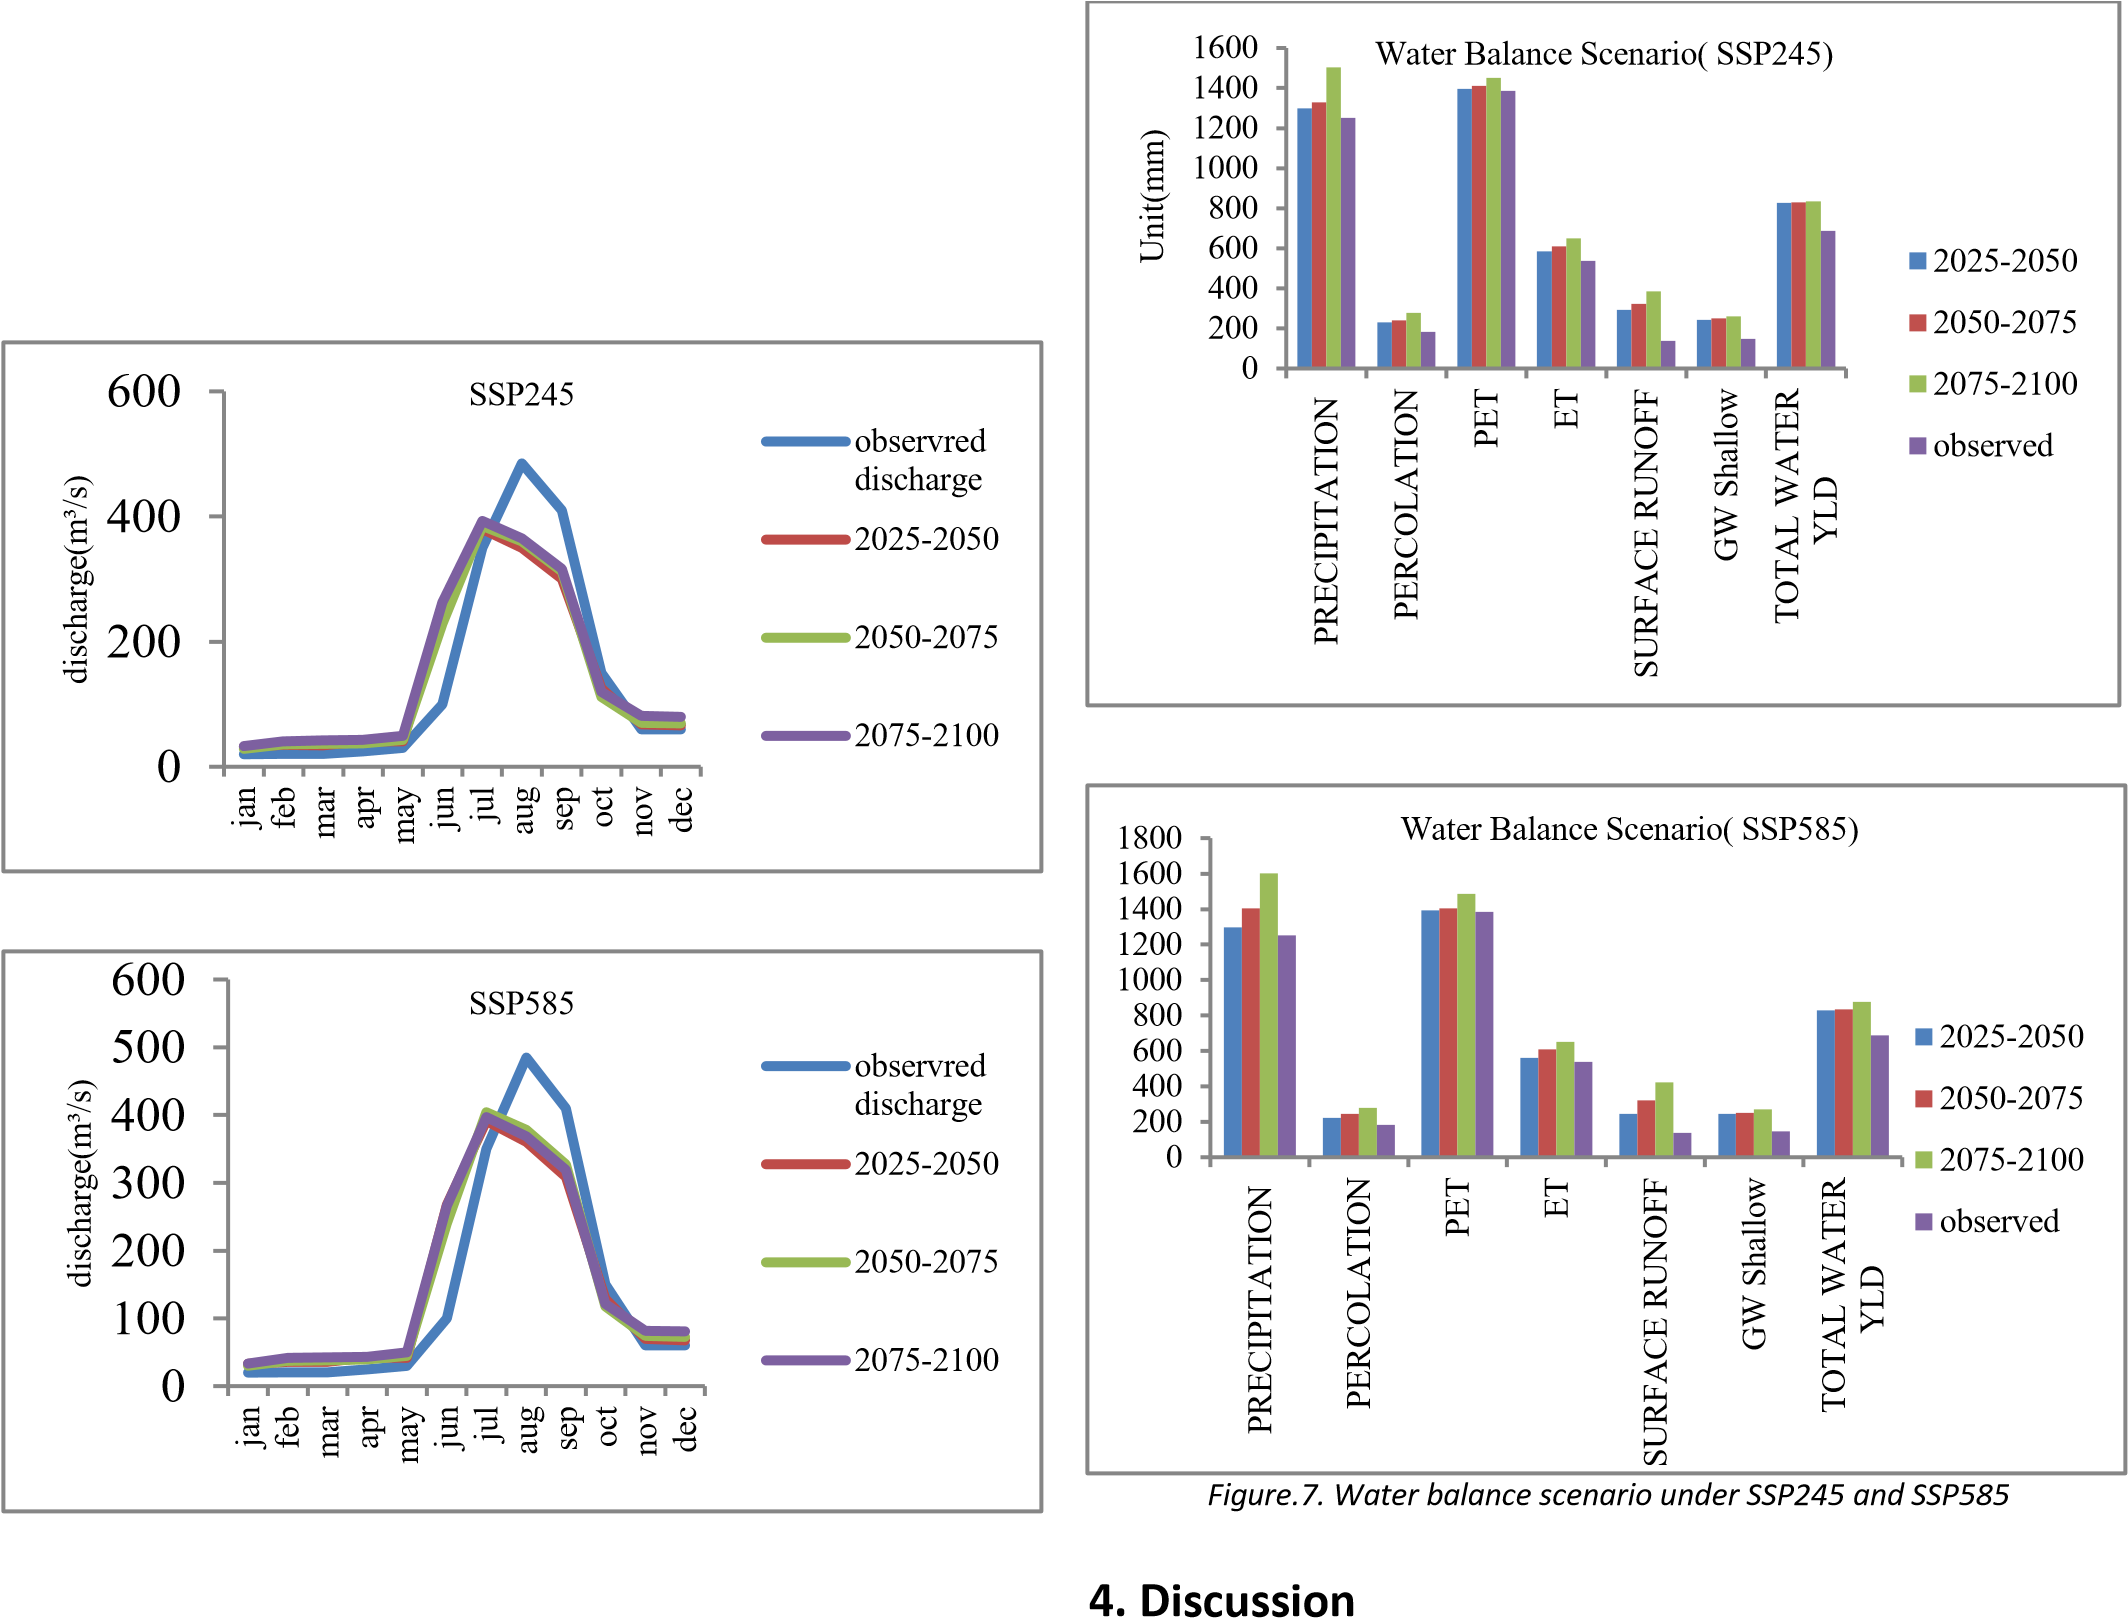 SSP245
600
400
200
0
discharge(m³/s)
jan
feb
mar
apr
may
jun
jul
aug
sep
oct
nov
dec
observred
discharge
2025-2050
2050-2075
2075-2100
SSP585
600
500
400
300
200
100
0
discharge(m³/s)
jan
feb
mar
apr
may
jun
jul
aug
sep
oct
nov
dec
observred
discharge
2025-2050
2050-2075
2075-2100
Water Balance Scenario( SSP245)
1600
1400
1200
1000
800
600
400
200
0
Unit(mm)
PRECIPITATION
PERCOLATION
PET
ET
SURFACE RUNOFF
GW Shallow
TOTAL WATER
YLD
2025-2050
2050-2075
2075-2100
observed
Water Balance Scenario( SSP585)
1800
1600
1400
1200
1000
800
600
400
200
0
PRECIPITATION
PERCOLATION
PET
ET
SURFACE RUNOFF
GW Shallow
TOTAL WATER
YLD
2025-2050
2050-2075
2075-2100
observed
Figure.7. Water balance scenario under SSP245 and SSP585
4. Discussion